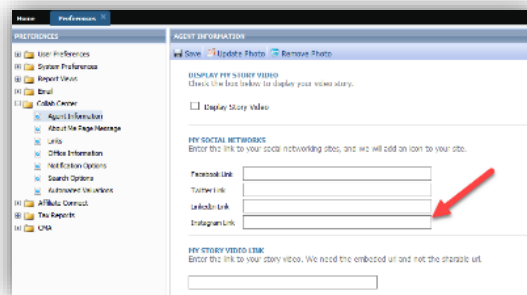 Home Preferences ×
PREFERENCES
User Preferences
System Preferences
Report Views
Email
Collab Center
Agent Information
About Me Page Message
Links
Office Information
Notification Options
Search Options
Automated Valuations
Affiliate Connect
Tax Reports
CMA
AGENT INFORMATION
Save Update Photo Remove Photo
DISPLAY MY STORY VIDEO
Check the box below to display your video story.
Display Story Video
MY SOCIAL NETWORKS
Enter the link to your social networking sites, and we will add an icon to your site.
Facebook Link
Twitter Link
Linkedin Link
Instagram Link
MY STORY VIDEO LINK
Enter the link to your story video. We need the embeded url and not the sharable url.